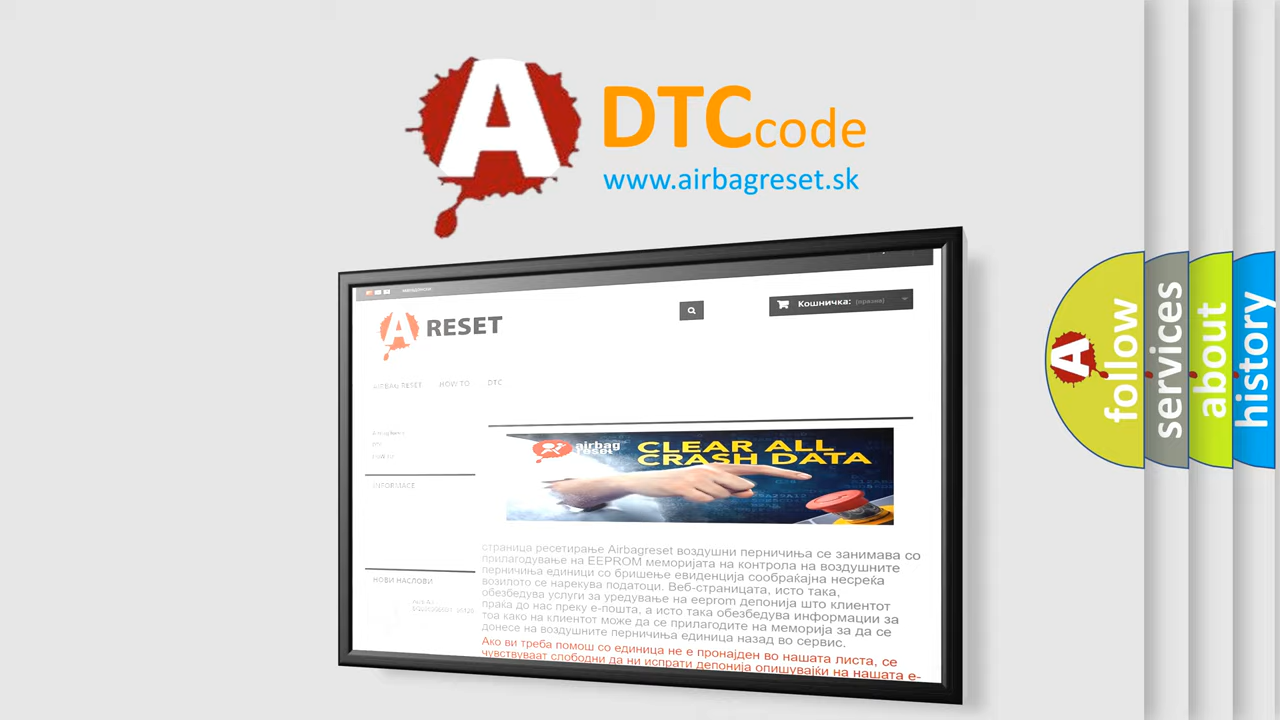 A
DTCcode
www.airbagreset.sk
A RESET
Кошничка: (празна)
AIRBAG RESET HOW TO DTC
airbag
reset
CLEAR ALL
CRASH DATA
INFORMACE
страница ресетирање Airbagreset воздушни перничиња се занимава со
прилагодување на EEPROM меморијата на контрола на воздушните
перничиња единици со бришење евиденција сообраќајна несреќа
возилото се нарекува податоци. Веб-страницата, исто така,
обезбедува услуги за уредување на eeprom депонија што клиентот
праќа до нас преку е-пошта, а исто така обезбедува информации за
тоа како на клиентот може да се прилагодите на меморија за да се
донесе на воздушните перничиња единица назад во сервис.
Ако ви треба помош со единица не е пронајден во нашата листа, се
чувствуваат слободни да ни испрати депонија опишувајќи на нашата е-
НОВИ НАСЛОВИ
A
follow
services
about
history